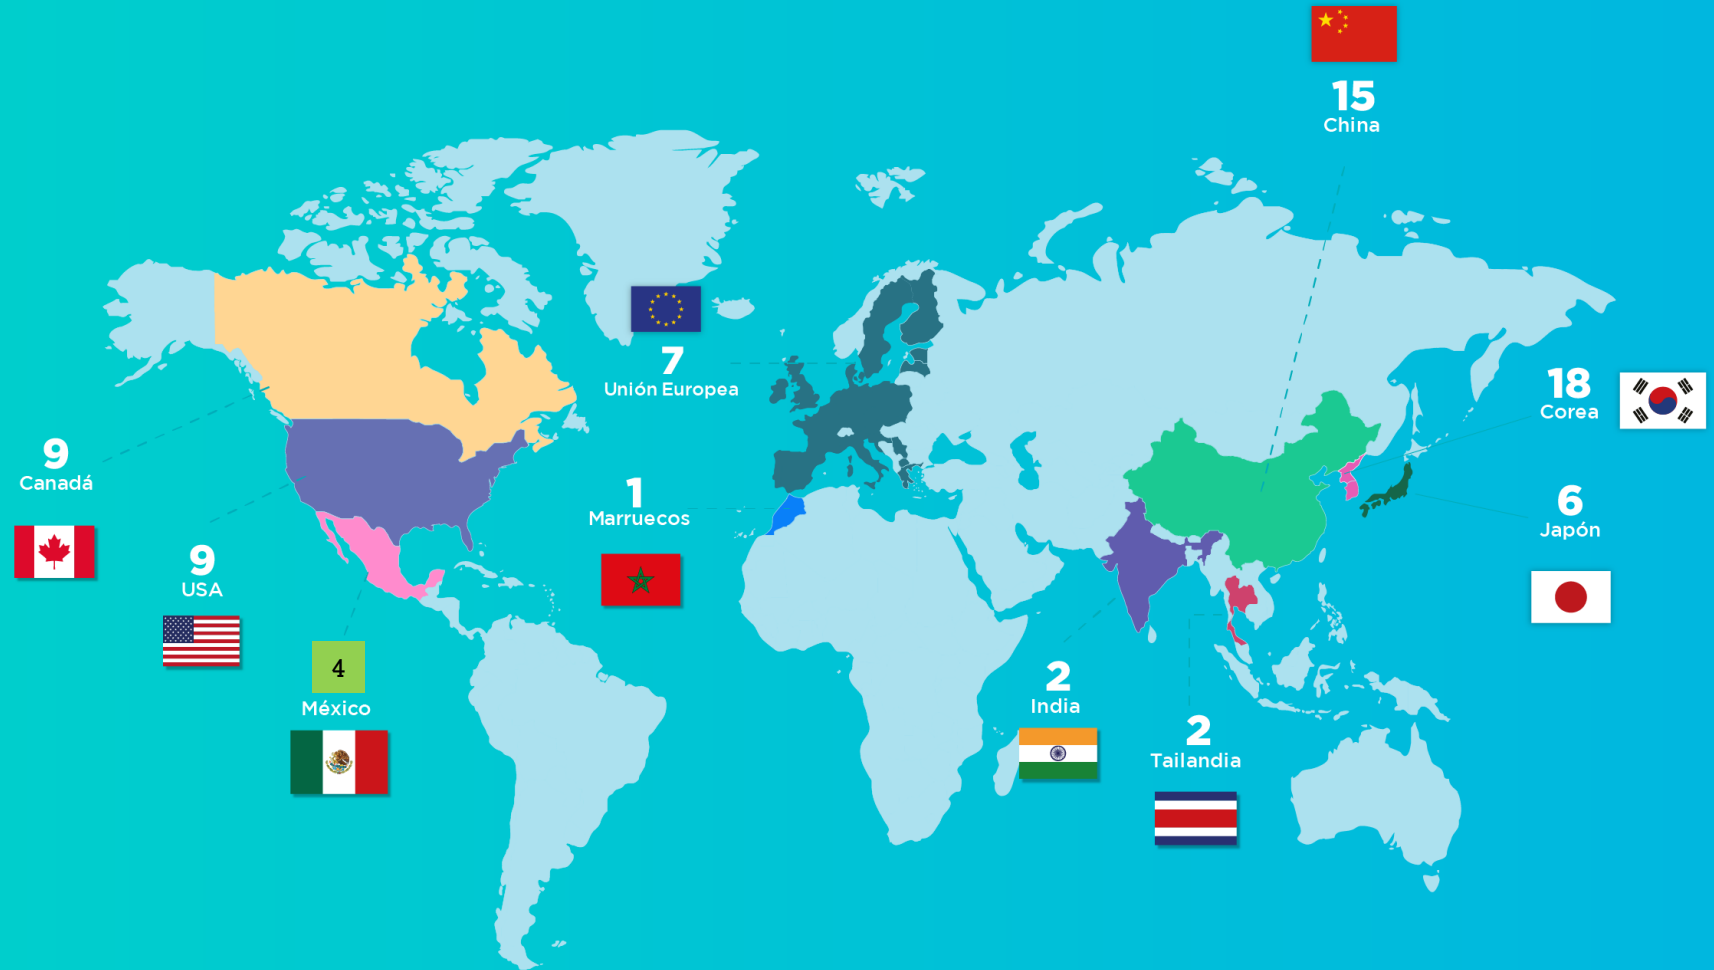 15
China
7
Unión Europea
18
Corea
9
Canadá
1
Marruecos
6
Japón
9
USA
4
México
2
India
2
Tailandia